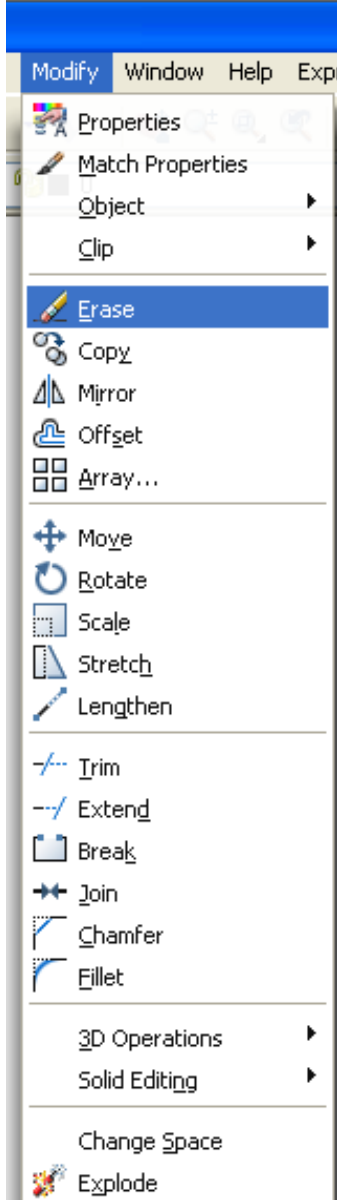 Modify Window Help Exp
Properties
Match Properties
Object
Clip
Erase
Copy
Mirror
Offset
Array...
Move
Rotate
Scale
Stretch
Lengthen
Trim
Extend
Break
Join
Chamfer
Fillet
3D Operations
Solid Editing
Change Space
Explode